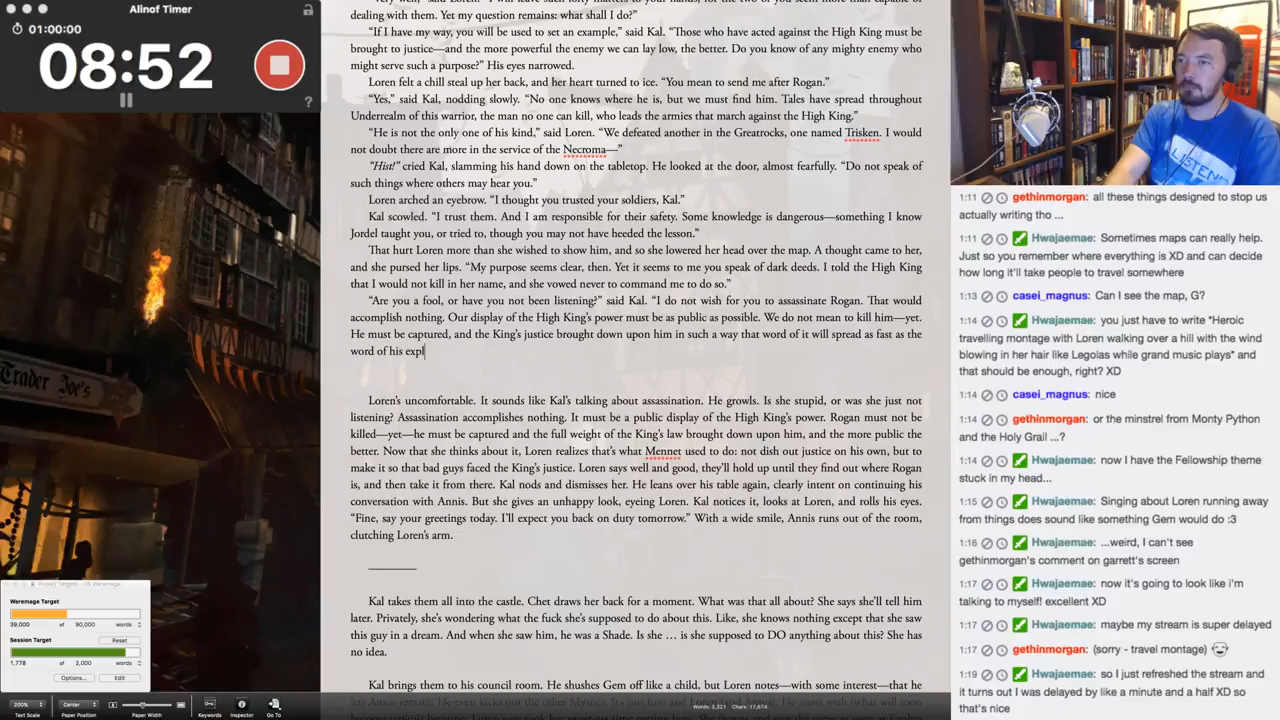 Alinof Timer
01:00:00
08:52
?
Trader Joe's
Weremage Target
39,000 of 90,000 words
Session Target
Reset
1,778 of 2,000 words
Options... Edit
200% Center
Text Scale Paper Position Paper Width Keywords Inspector Go To
dealing with them. Yet my question remains: what shall I do?”
“If I have my way, you will be used to set an example,” said Kal. “Those who have acted against the High King must be
brought to justice—and the more powerful the enemy we can lay low, the better. Do you know of any mighty enemy who
might serve such a purpose?” His eyes narrowed.
Loren felt a chill steal up her back, and her heart turned to ice. “You mean to send me after Rogan.”
“Yes,” said Kal, nodding slowly. “No one knows where he is, but we must find him. Tales have spread throughout
Underrealm of this warrior, the man no one can kill, who leads the armies that march against the High King.”
“He is not the only one of his kind,” said Loren. “We defeated another in the Greatrocks, one named Trisken. I would
not doubt there are more in the service of the Necroma—”
“Hist!” cried Kal, slamming his hand down on the tabletop. He looked at the door, almost fearfully. “Do not speak of
such things where others may hear you.”
Loren arched an eyebrow. “I thought you trusted your soldiers, Kal.”
Kal scowled. “I trust them. And I am responsible for their safety. Some knowledge is dangerous—something I know
Jordel taught you, or tried to, though you may not have heeded the lesson.”
That hurt Loren more than she wished to show him, and so she lowered her head over the map. A thought came to her,
and she pursed her lips. “My purpose seems clear, then. Yet it seems to me you speak of dark deeds. I told the High King
that I would not kill in her name, and she vowed never to command me to do so.”
“Are you a fool, or have you not been listening?” said Kal. “I do not wish for you to assassinate Rogan. That would
accomplish nothing. Our display of the High King’s power must be as public as possible. We do not mean to kill him—yet.
He must be captured, and the King’s justice brought down upon him in such a way that word of it will spread as fast as the
word of his expl
Loren’s uncomfortable. It sounds like Kal’s talking about assassination. He growls. Is she stupid, or was she just not
listening? Assassination accomplishes nothing. It must be a public display of the High King’s power. Rogan must not be
killed—yet—he must be captured and the full weight of the King’s law brought down upon him, and the more public the
better. Now that she thinks about it, Loren realizes that’s what Mennet used to do: not dish out justice on his own, but to
make it so that bad guys faced the King’s justice. Loren says well and good, they’ll hold up until they find out where Rogan
is, and then take it from there. Kal nods and dismisses her. He leans over his table again, clearly intent on continuing his
conversation with Annis. But she gives an unhappy look, eyeing Loren. Kal notices it, looks at Loren, and rolls his eyes.
“Fine, say your greetings today. I’ll expect you back on duty tomorrow.” With a wide smile, Annis runs out of the room,
clutching Loren’s arm.
Kal takes them all into the castle. Chet draws her back for a moment. What was that all about? She says she’ll tell him
later. Privately, she’s wondering what the fuck she’s supposed to do about this. Like, she knows nothing except that she saw
this guy in a dream. And when she saw him, he was a Shade. Is she … is she supposed to DO anything about this? She has
no idea.
Kal brings them to his council room. He shushes Gem off like a child, but Loren notes—with some interest—that he
Words: 3,321 Chars: 17,674
LISTEN
1:11 gethinmorgan: all these things designed to stop us
actually writing tho ...
1:11 Hwajaemae: Sometimes maps can really help.
Just so you remember where everything is XD and can decide
how long it'll take people to travel somewhere
1:13 casei_magnus: Can I see the map, G?
1:14 Hwajaemae: you just have to write *Heroic
travelling montage with Loren walking over a hill with the wind
blowing in her hair like Legolas while grand music plays* and
that should be enough, right? XD
1:14 casei_magnus: nice
1:14 gethinmorgan: or the minstrel from Monty Python
and the Holy Grail ...?
1:14 Hwajaemae: now I have the Fellowship theme
stuck in my head...
1:15 Hwajaemae: Singing about Loren running away
from things does sound like something Gem would do :3
1:16 Hwajaemae: ...weird, I can't see
gethinmorgan's comment on garrett's screen
1:17 Hwajaemae: now it's going to look like i'm
talking to myself! excellent XD
1:17 Hwajaemae: maybe my stream is super delayed
1:17 gethinmorgan: (sorry - travel montage)
1:19 Hwajaemae: so I just refreshed the stream and
it turns out I was delayed by like a minute and a half XD so
that's nice